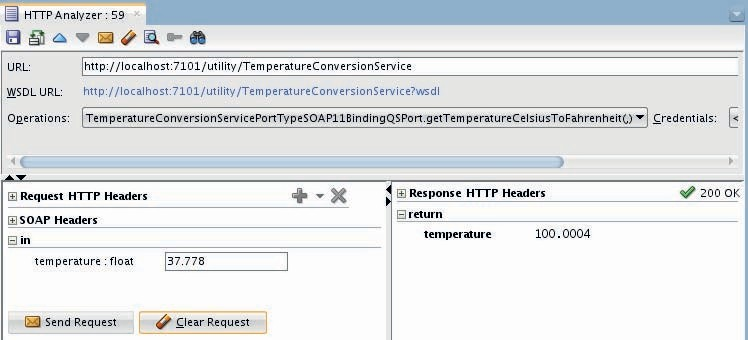 HTTP Analyzer : 59
URL: http://localhost:7101/utility/TemperatureConversionService
WSDL URL: http://localhost:7101/utility/TemperatureConversionService?wsdl
Operations: TemperatureConversionServicePortTypeSOAP11BindingQSPort.getTemperatureCelsiusToFahrenheit(,) Credentials: <
Request HTTP Headers
SOAP Headers
in
temperature : float 37.778
Send Request Clear Request
Response HTTP Headers 200 OK
return
temperature 100.0004